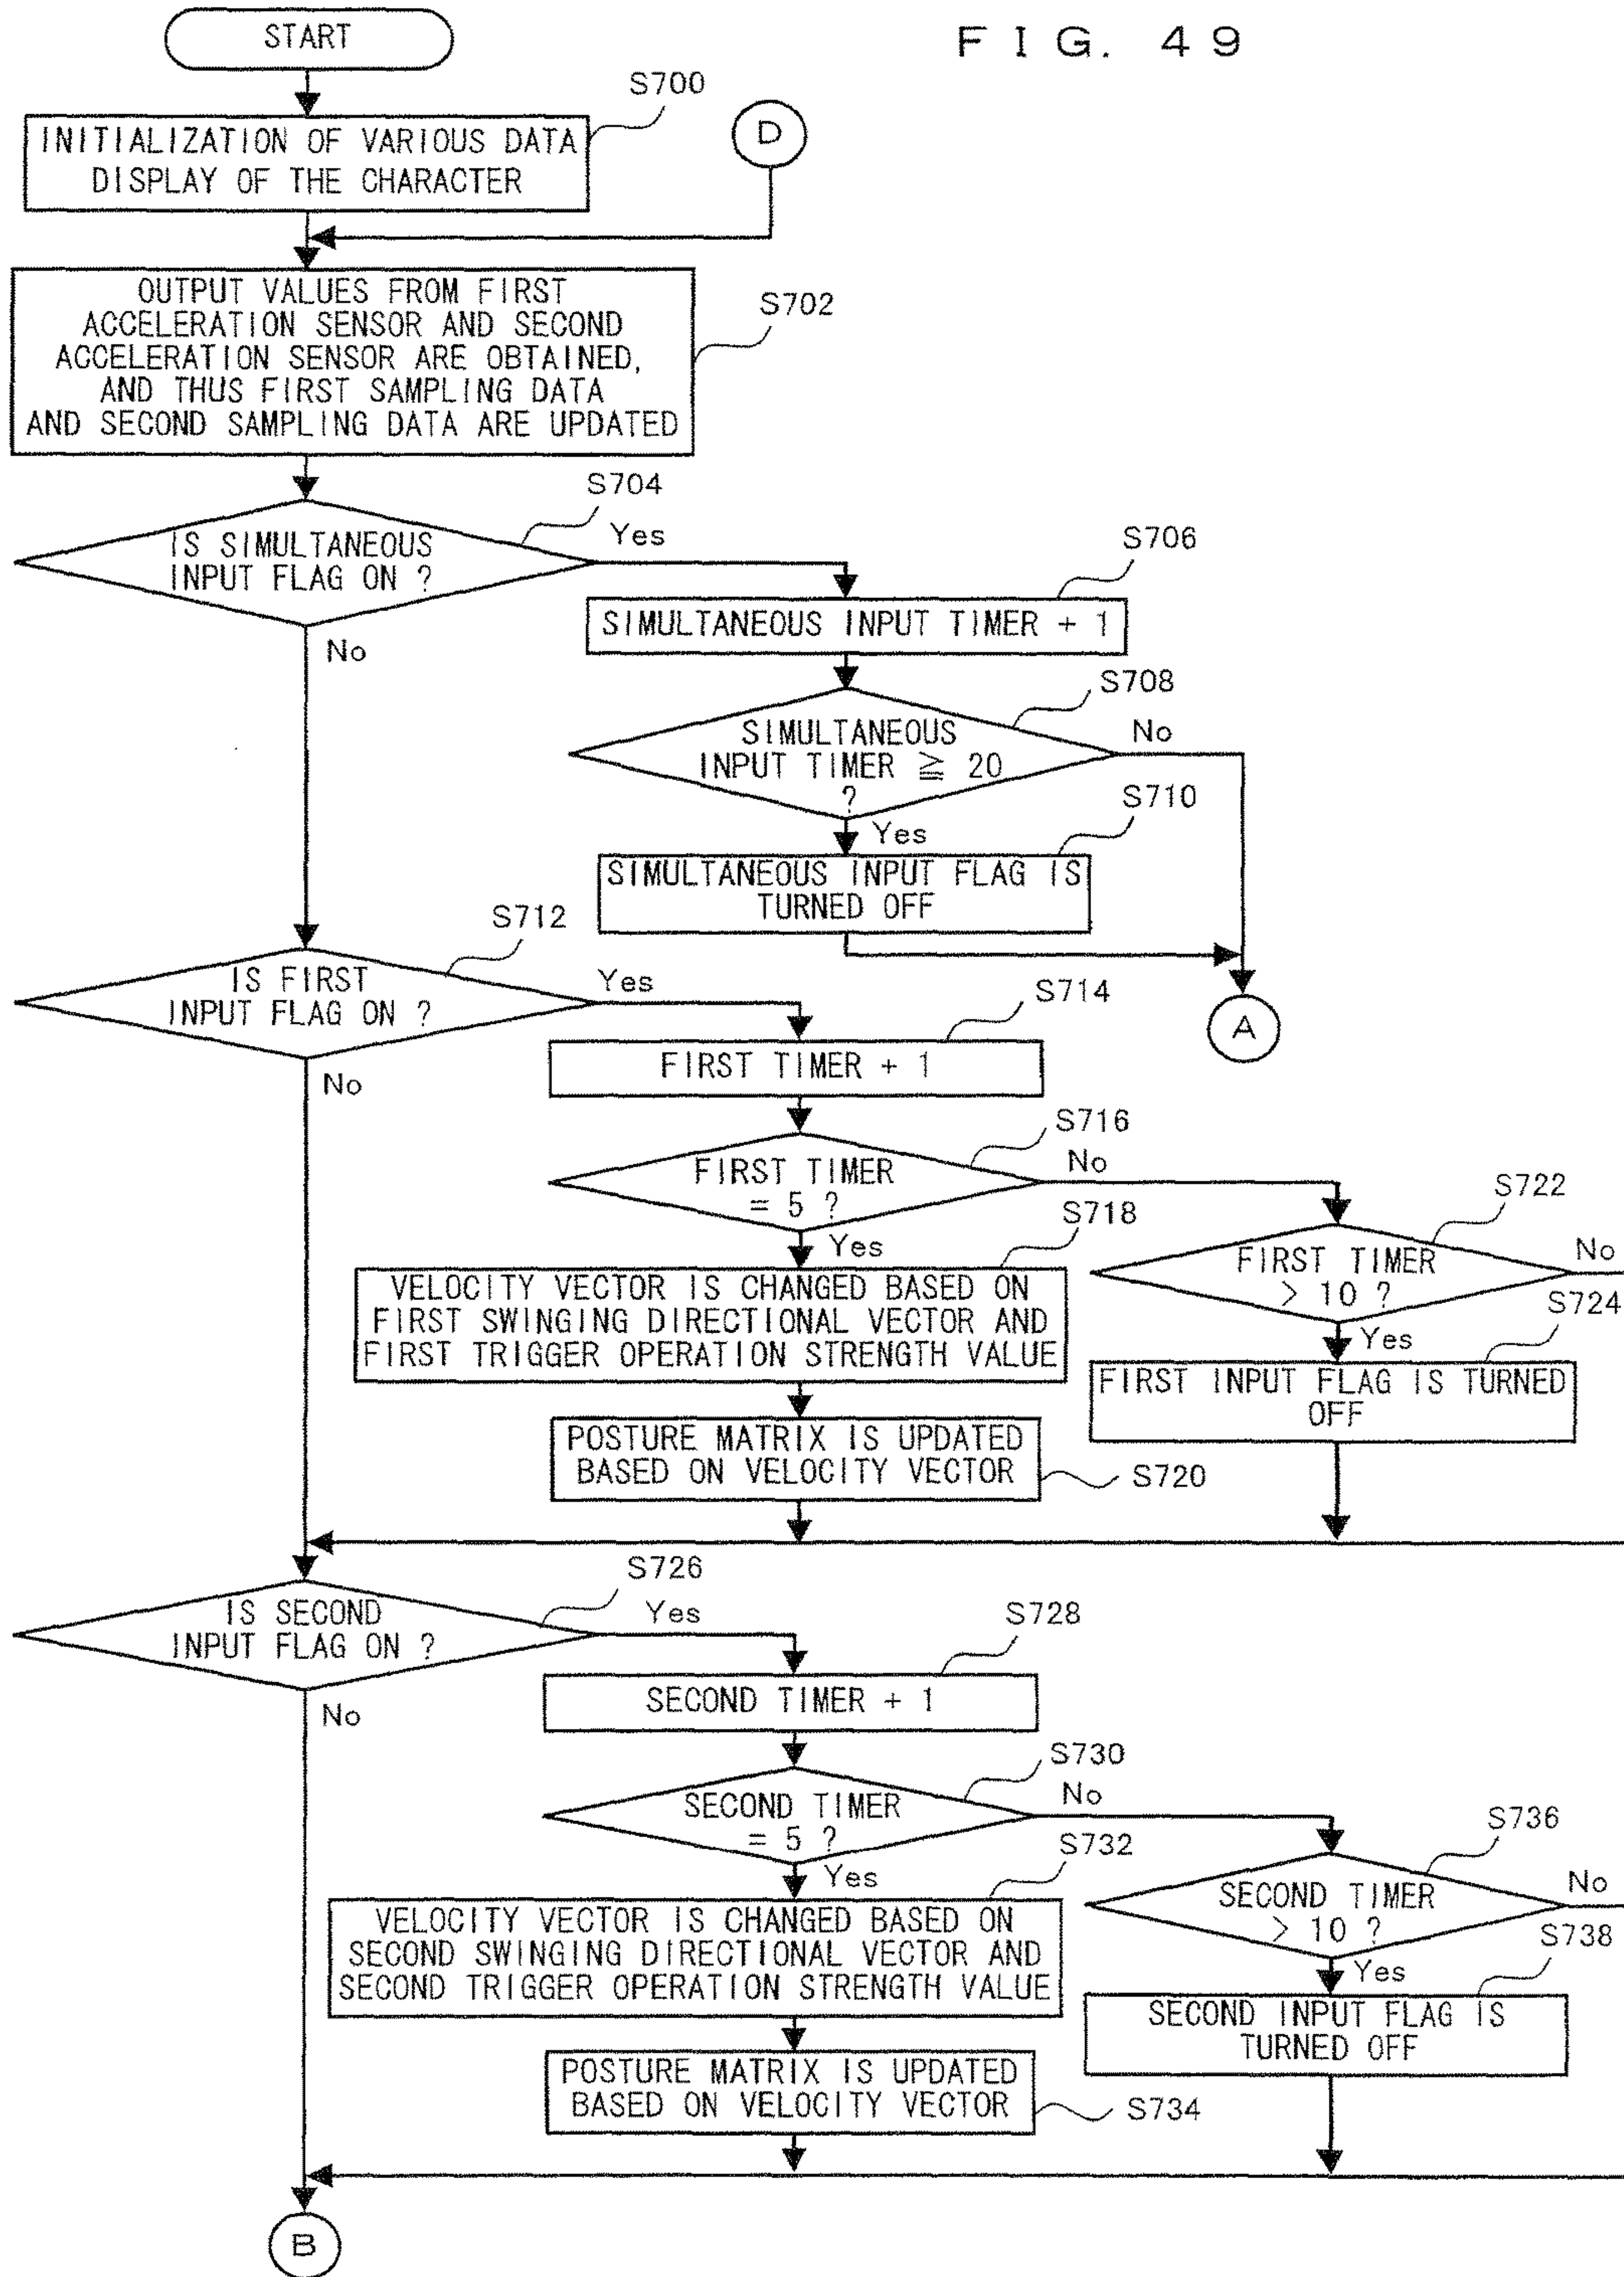 FIG. 49
START
S700
INITIALIZATION OF VARIOUS DATA
DISPLAY OF THE CHARACTER
D
OUTPUT VALUES FROM FIRST
ACCELERATION SENSOR AND SECOND
ACCELERATION SENSOR ARE OBTAINED,
AND THUS FIRST SAMPLING DATA
AND SECOND SAMPLING DATA ARE UPDATED
S702
S704
IS SIMULTANEOUS
INPUT FLAG ON ?
Yes
No
S706
SIMULTANEOUS INPUT TIMER + 1
S708
SIMULTANEOUS
INPUT TIMER ≧ 20
?
No
Yes
S710
SIMULTANEOUS INPUT FLAG IS
TURNED OFF
A
S712
IS FIRST
INPUT FLAG ON ?
Yes
No
S714
FIRST TIMER + 1
S716
FIRST TIMER
= 5 ?
No
Yes
S718
VELOCITY VECTOR IS CHANGED BASED ON
FIRST SWINGING DIRECTIONAL VECTOR AND
FIRST TRIGGER OPERATION STRENGTH VALUE
S722
FIRST TIMER
> 10 ?
No
Yes
S724
FIRST INPUT FLAG IS TURNED
OFF
POSTURE MATRIX IS UPDATED
BASED ON VELOCITY VECTOR
S720
S726
IS SECOND
INPUT FLAG ON ?
Yes
No
S728
SECOND TIMER + 1
S730
SECOND TIMER
= 5 ?
No
Yes
S732
VELOCITY VECTOR IS CHANGED BASED ON
SECOND SWINGING DIRECTIONAL VECTOR AND
SECOND TRIGGER OPERATION STRENGTH VALUE
S736
SECOND TIMER
> 10 ?
No
Yes
S738
SECOND INPUT FLAG IS
TURNED OFF
POSTURE MATRIX IS UPDATED
BASED ON VELOCITY VECTOR
S734
B